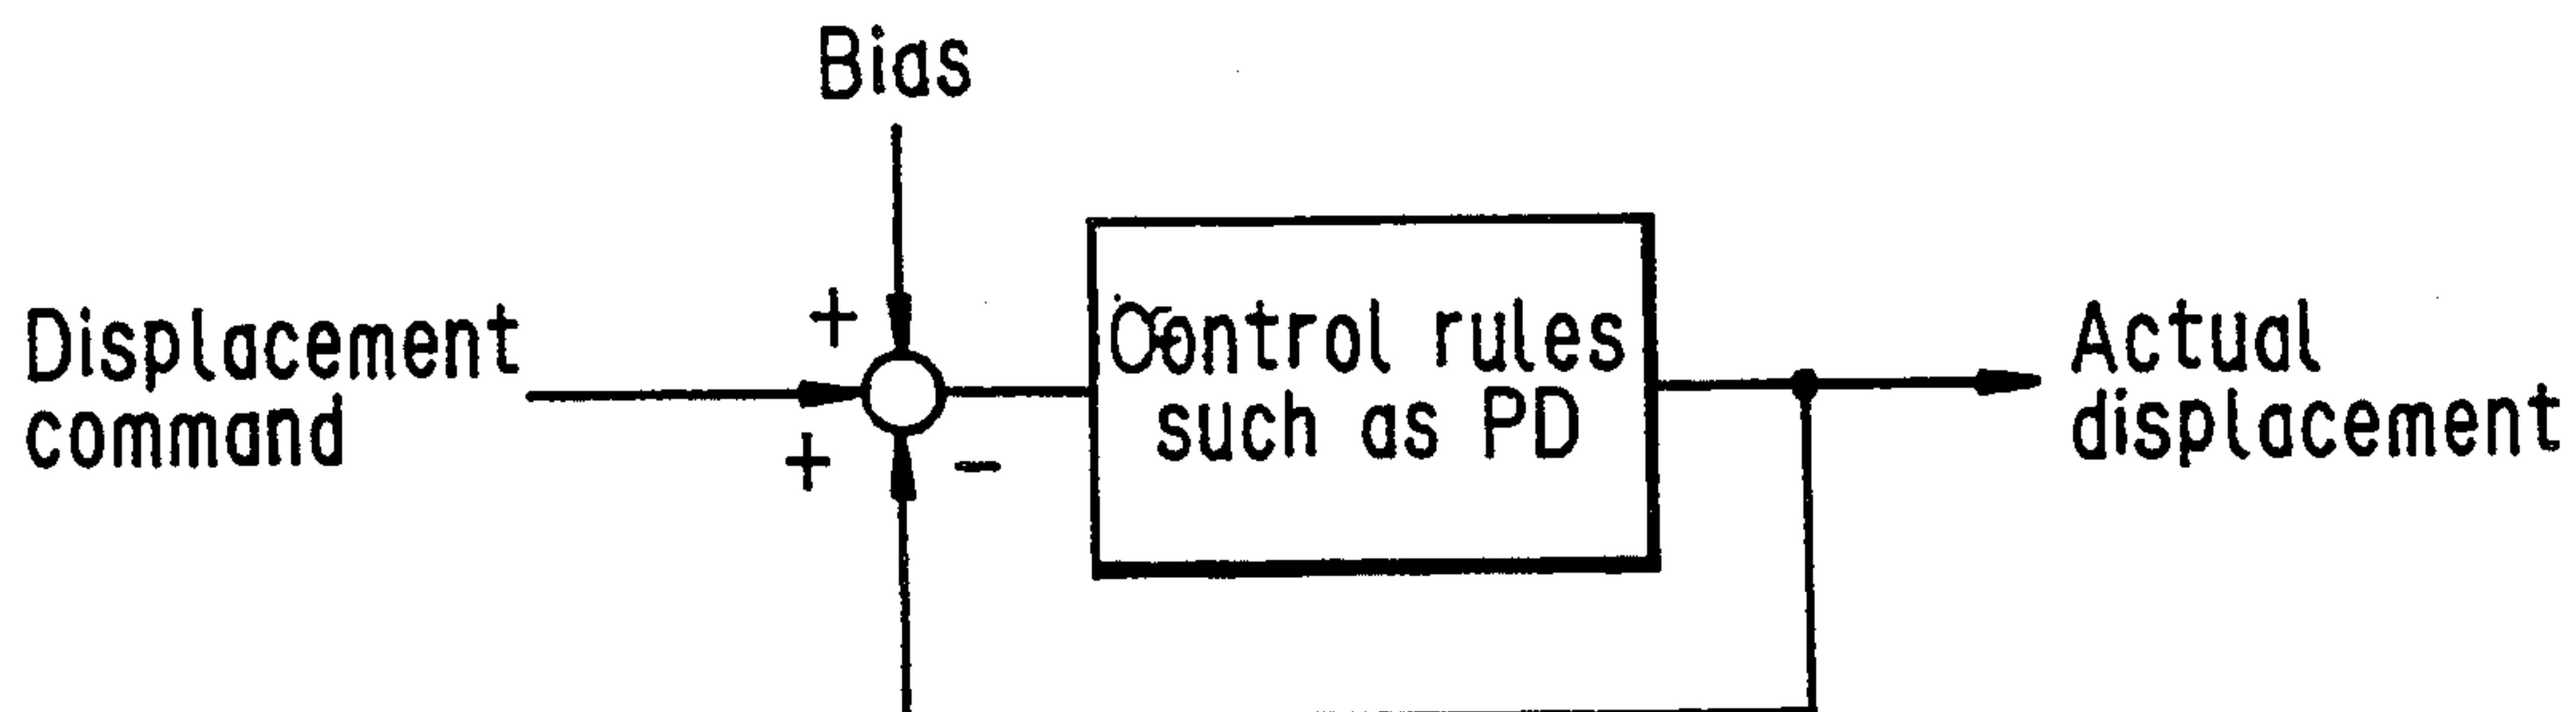 Bias
+
Displacement
command
+
-
Control rules
such as PD
Actual
displacement